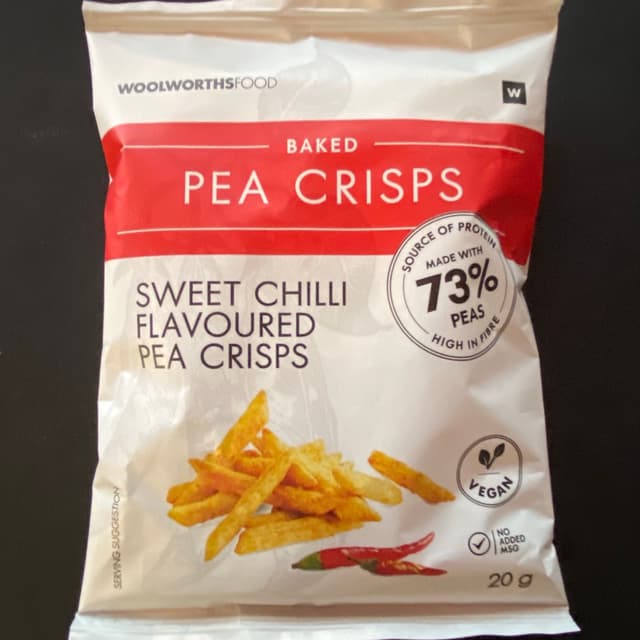 WOOLWORTHSFOOD
W
BAKED
PEA CRISPS
SOURCE OF PROTEIN
MADE WITH
73%
PEAS
HIGH IN FIBRE
SWEET CHILLI
FLAVOURED
PEA CRISPS
VEGAN
SERVING SUGGESTION
NO
ADDED
MSG
20 g